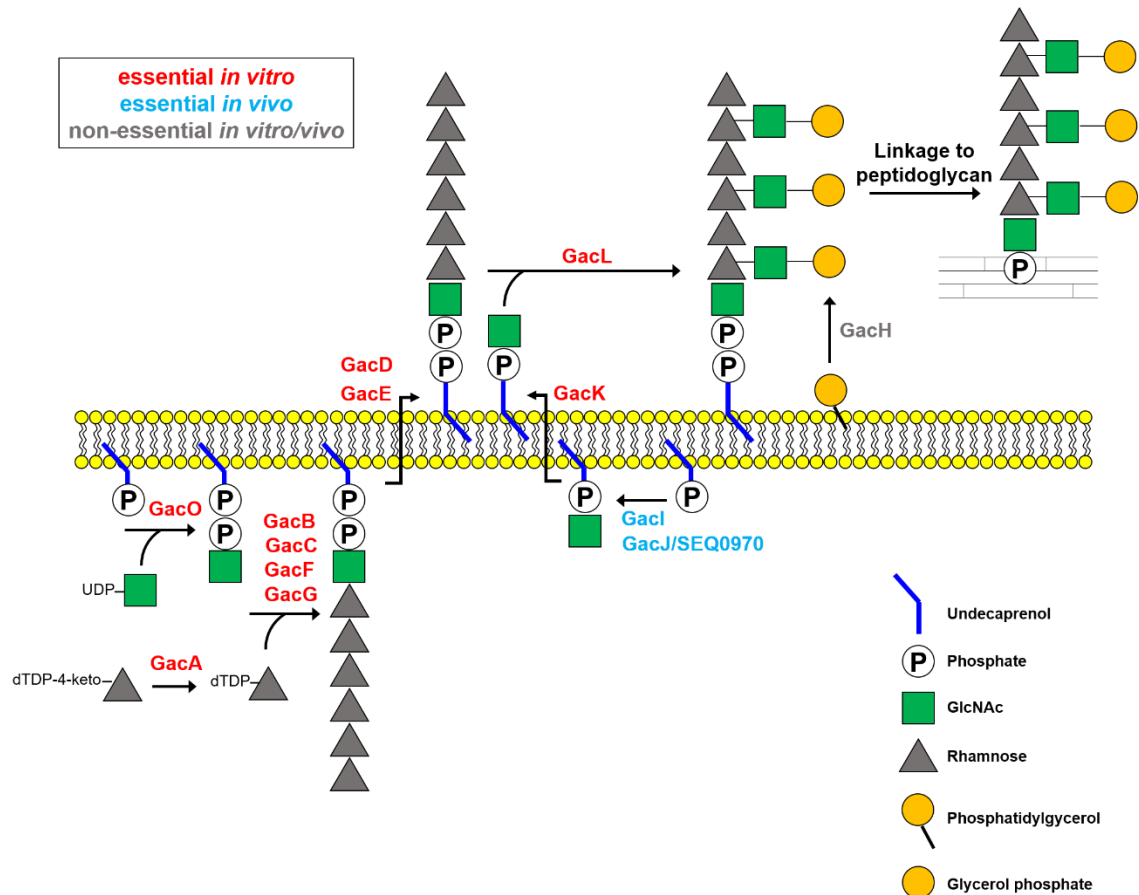 essential in vitro
essential in vivo
non-essential in vitro/vivo
Linkage to
peptidoglycan
GacL
P
P
P
P
P
P
GacH
GacD
GacE
GacK
P
P
P
P
P
P
P
GacO
GacB
GacC
GacF
GacG
GacI
GacJ/SEQ0970
UDP
GacA
dTDP-4-keto
dTDP
Undecaprenol
P
Phosphate
GlcNAc
Rhamnose
Phosphatidylgycerol
Glycerol phosphate